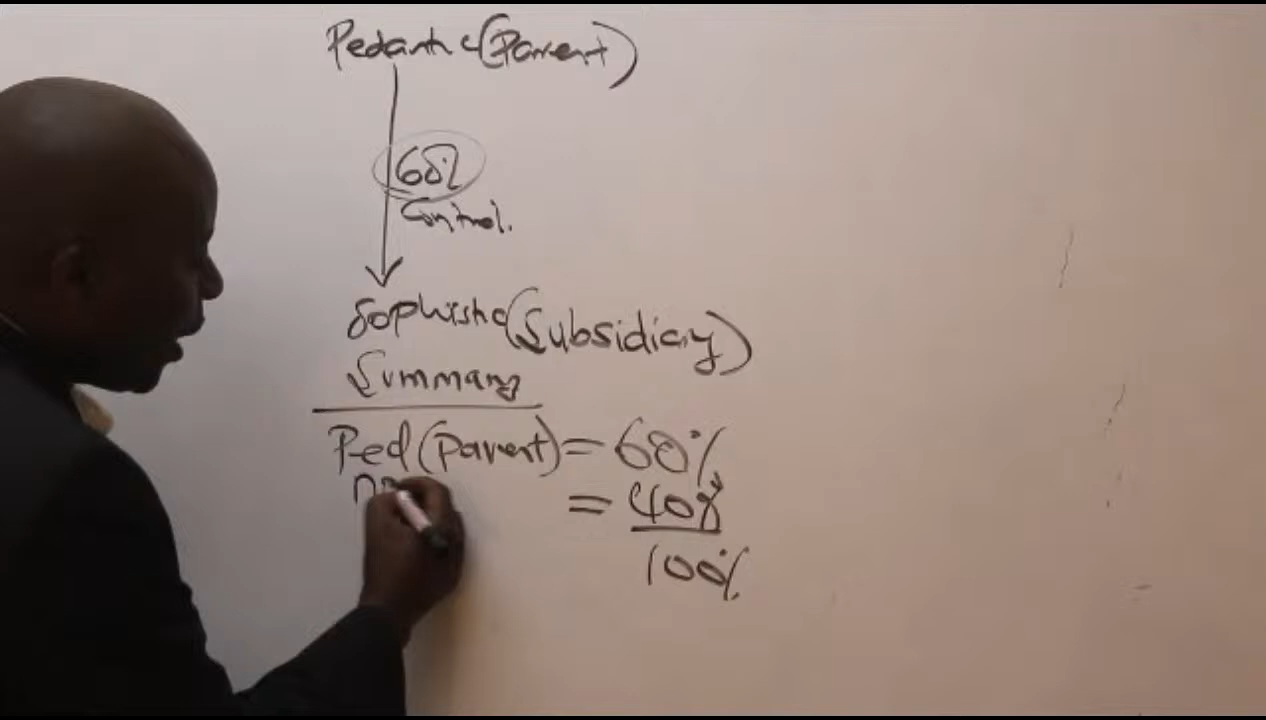 Pedantic (Parent)
60%
Control.
Sophistic (Subsidiary)
Summary
Ped (Parent) = 60%
= 40%
100%